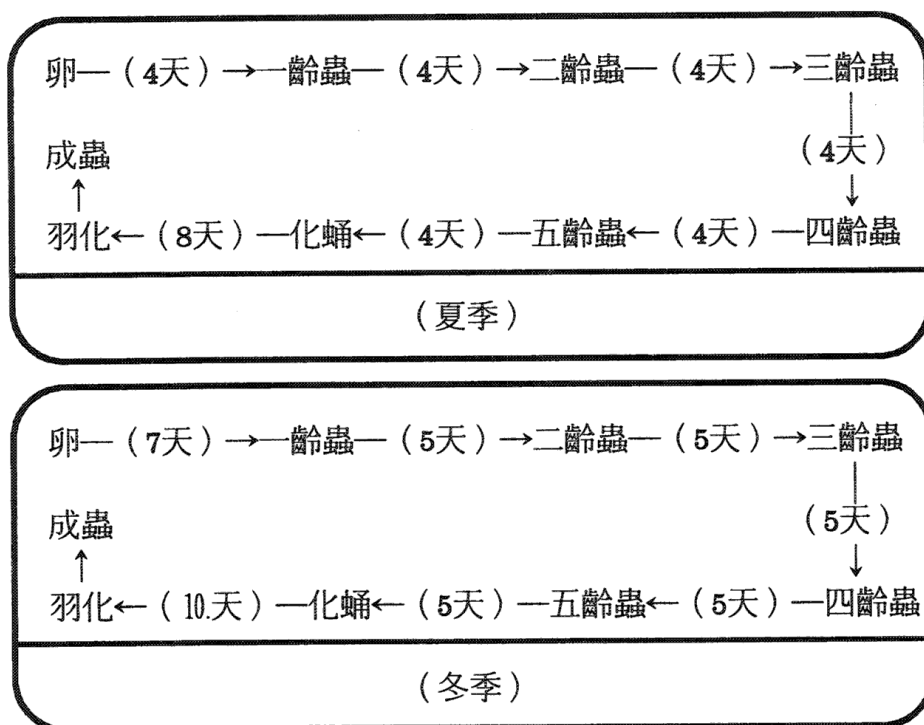 卵—（4天）→一齡蟲—（4天）→二齡蟲—（4天）→三齡蟲
成蟲
（4天）
羽化←（8天）—化蛹←（4天）—五齡蟲←（4天）—四齡蟲
（夏季）
卵—（7天）→一齡蟲—（5天）→二齡蟲—（5天）→三齡蟲
成蟲
（5天）
羽化←（10.天）—化蛹←（5天）—五齡蟲←（5天）—四齡蟲
（冬季）